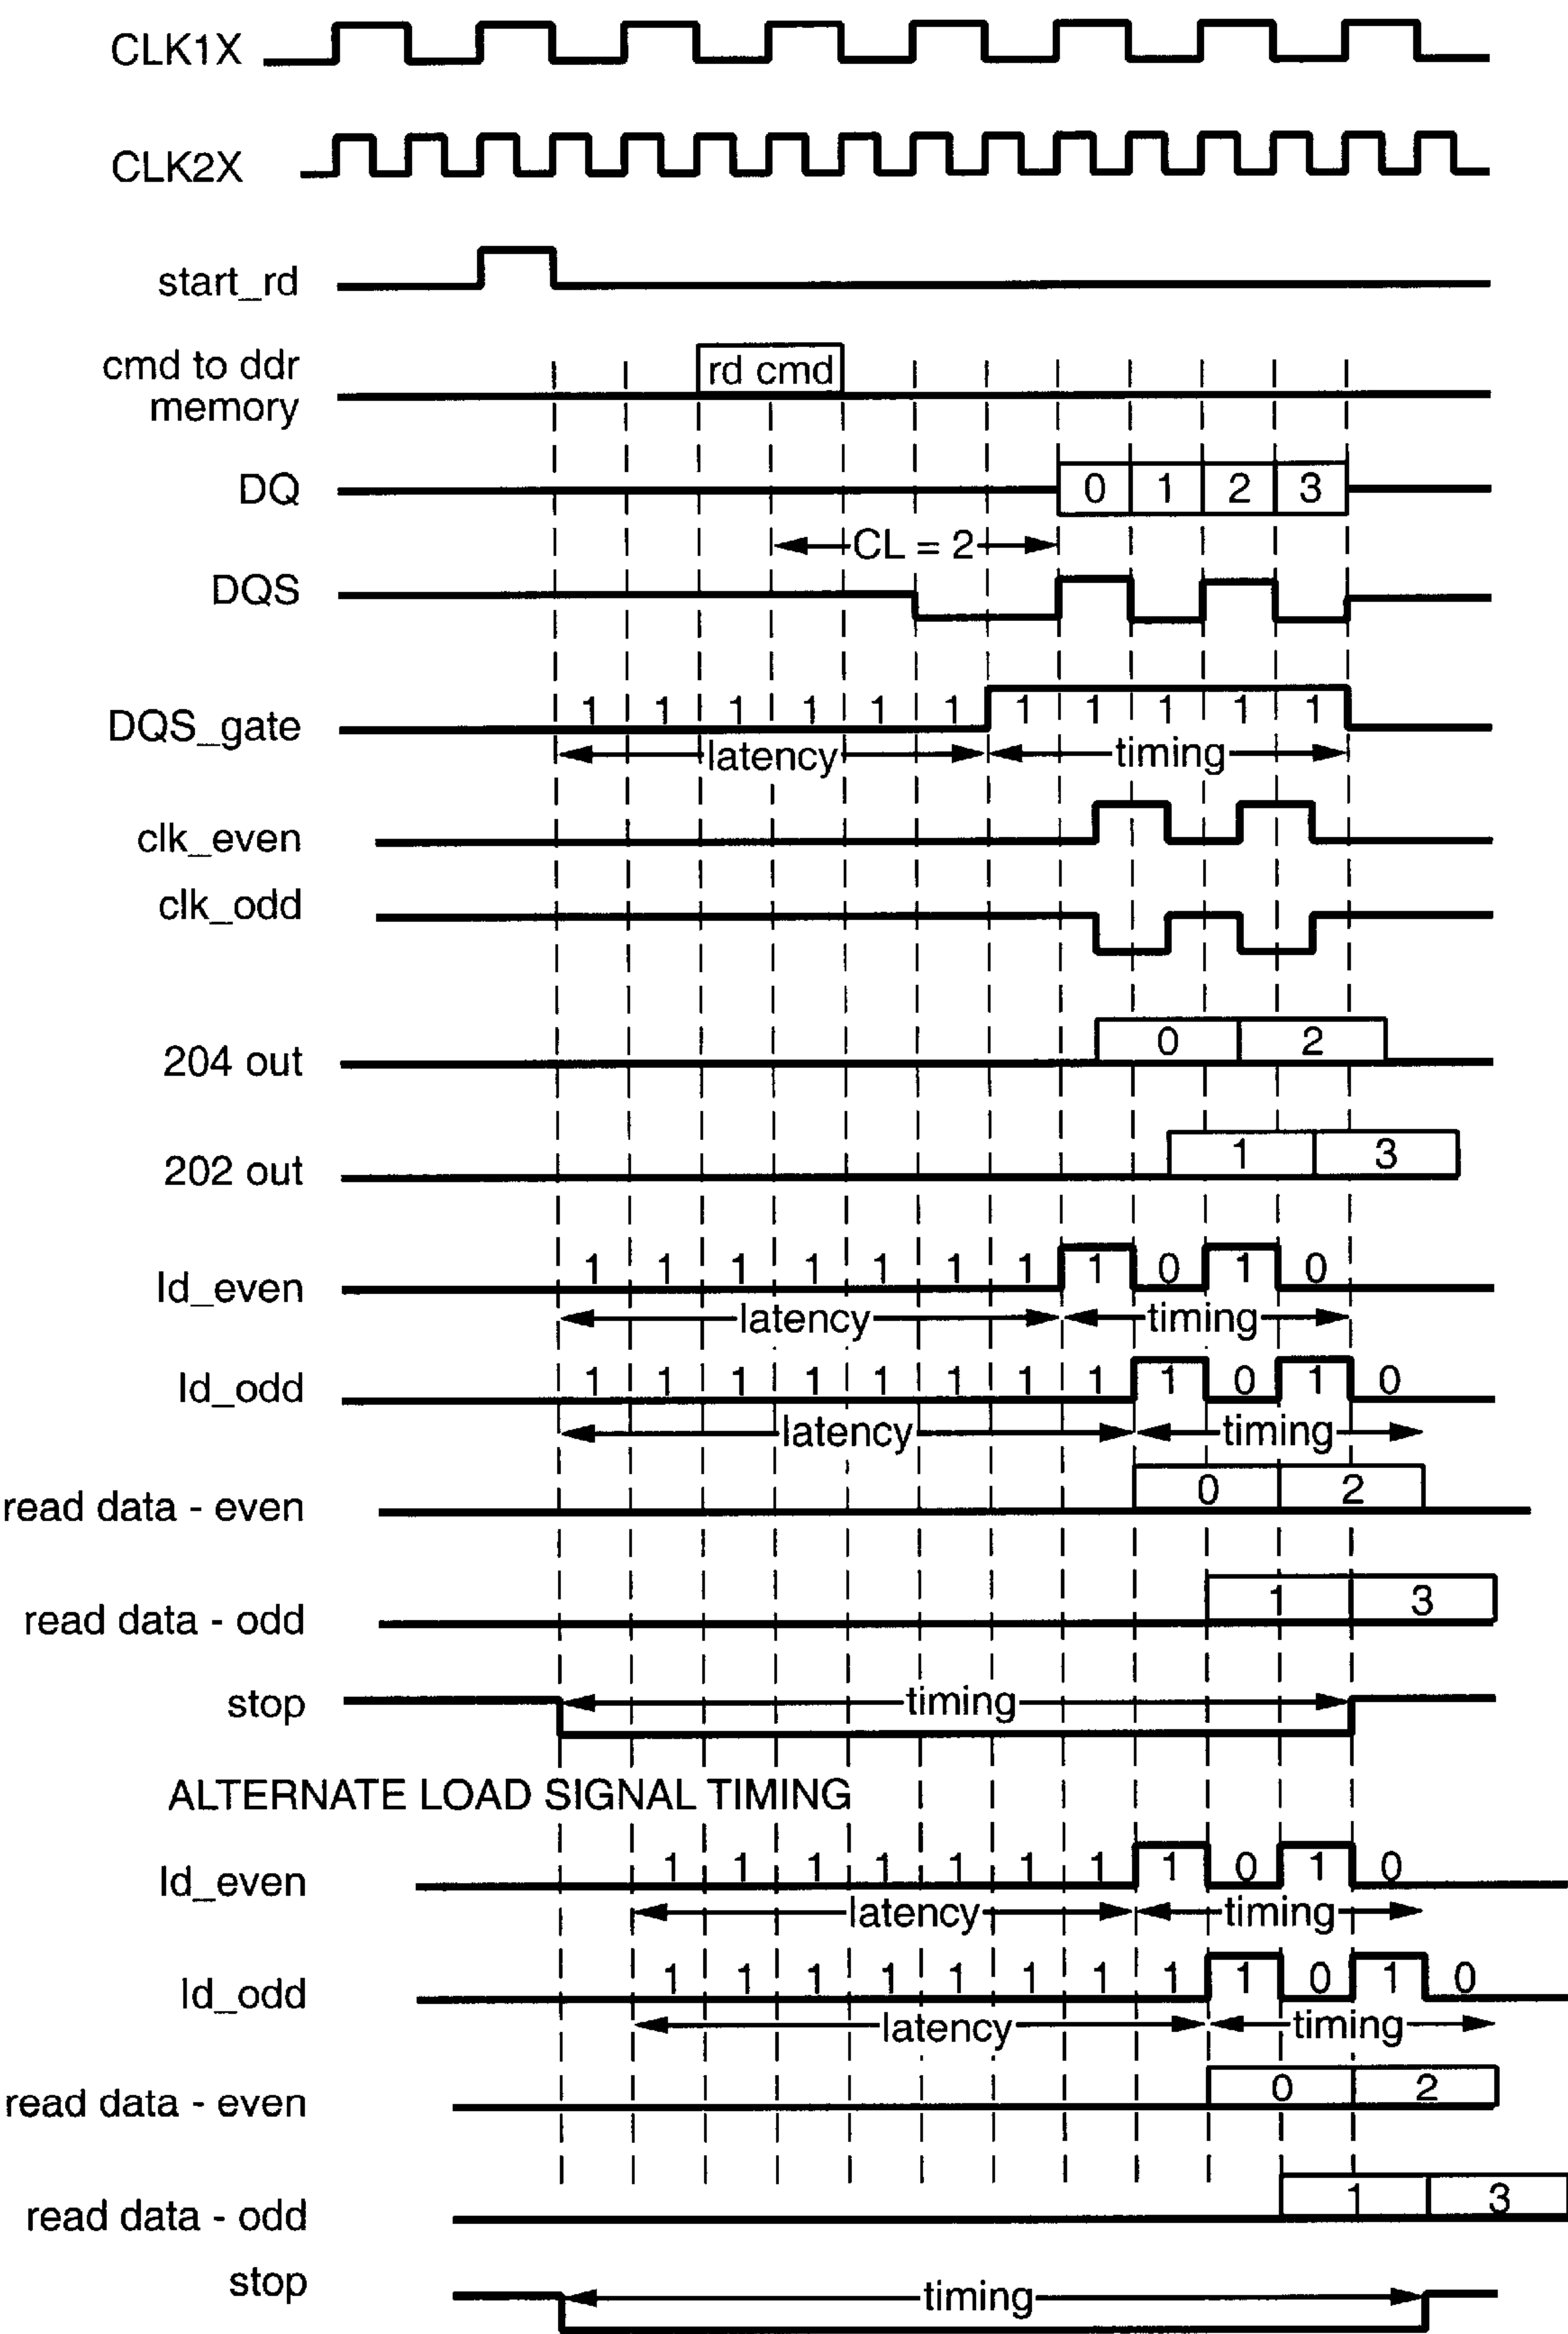 CLK1X
CLK2X
start_rd
cmd to ddr
memory
rd cmd
DQ
0 1 2 3
CL = 2
DQS
DQS_gate
1 1 1 1 1 1 1 1 1 1 1
latency timing
clk_even
clk_odd
204 out
0 2
202 out
1 3
ld_even
1 1 1 1 1 1 1 1 0 1 0
latency timing
ld_odd
1 1 1 1 1 1 1 1 1 0 1 0
latency timing
read data - even
0 2
read data - odd
1 3
stop
timing
ALTERNATE LOAD SIGNAL TIMING
ld_even
1 1 1 1 1 1 1 1 0 1 0
latency timing
ld_odd
1 1 1 1 1 1 1 1 1 0 1 0
latency timing
read data - even
0 2
read data - odd
1 3
stop
timing